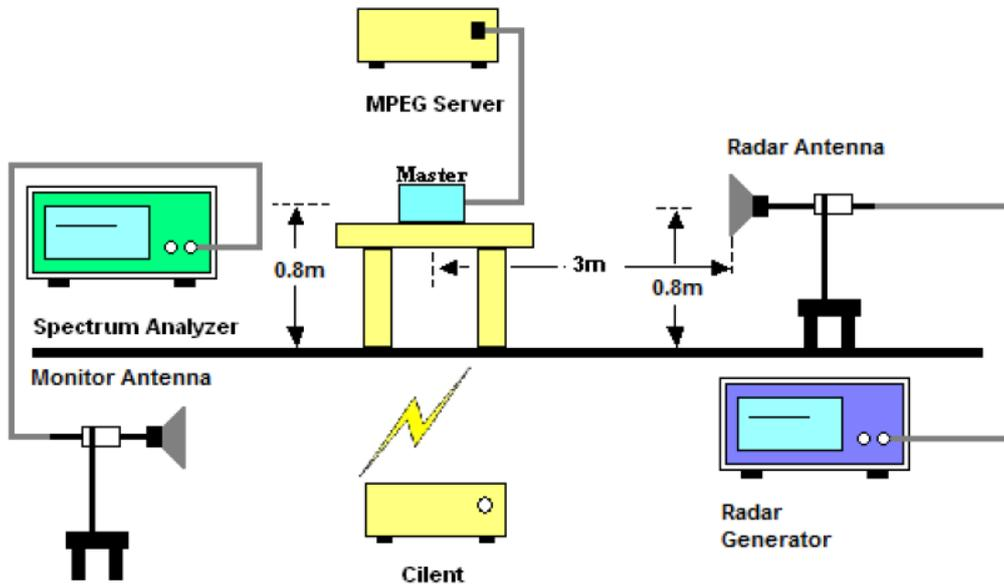 MPEG Server
Radar Antenna
Master
0.8m
3m
0.8m
Spectrum Analyzer
Monitor Antenna
Radar
Generator
Cilent